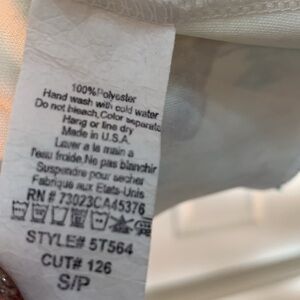 100% Polyester
Hand wash with cold water
Do not bleach, Color separate
Hang or line dry
Made in U.S.A.
Laver a la main a
l'eau froide. Ne pas blanchir
Suspendre pour secher
Fabrique aux Etats-Unis
RN # 73023CA45376
STYLE# 5T564
CUT# 126
S/P